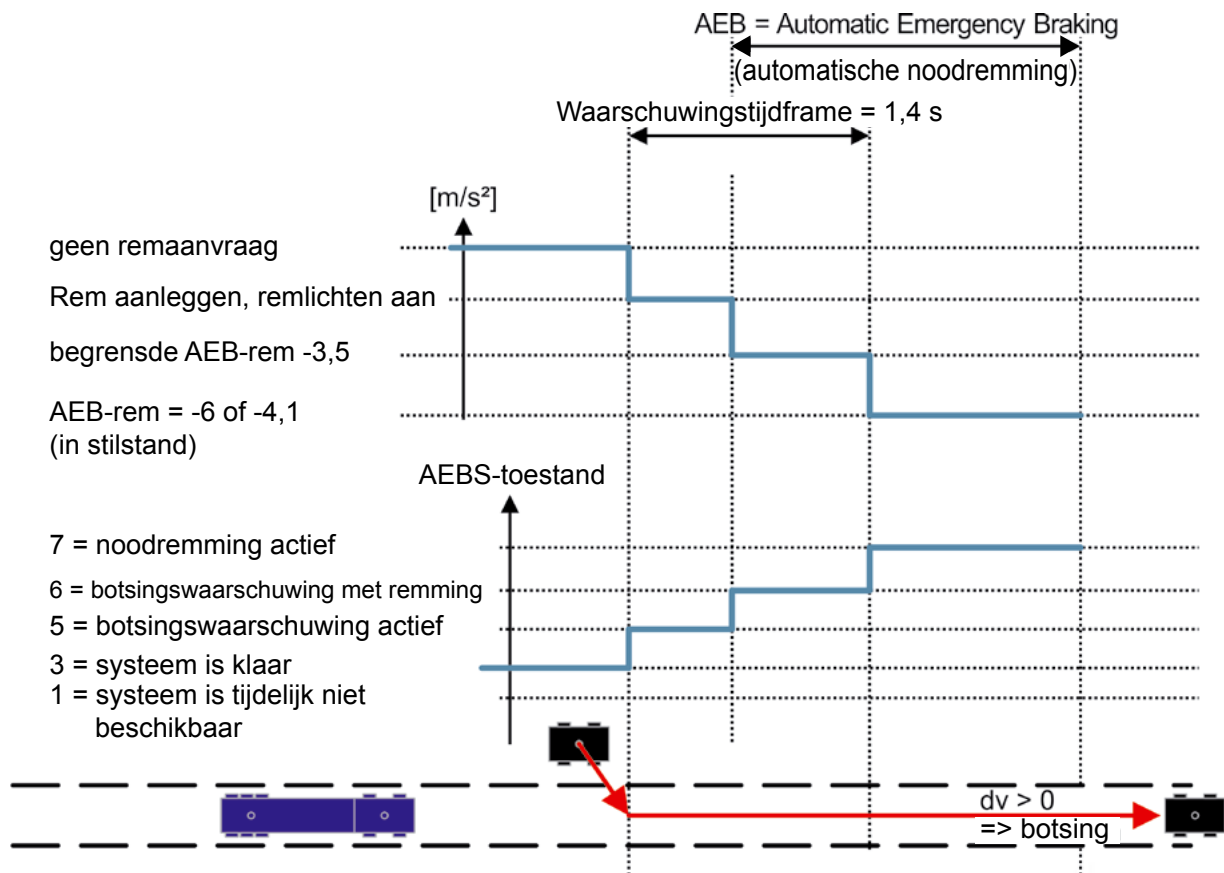 AEB = Automatic Emergency Braking
(automatische noodremming)
Waarschuwingstijdframe = 1,4 s
[m/s²]
geen remaanvraag
Rem aanleggen, remlichten aan
begrensde AEB-rem -3,5
AEB-rem = -6 of -4,1
(in stilstand)
AEBS-toestand
7 = noodremming actief
6 = botsingswaarschuwing met remming
5 = botsingswaarschuwing actief
3 = systeem is klaar
1 = systeem is tijdelijk niet
beschikbaar
dv > 0
=> botsing